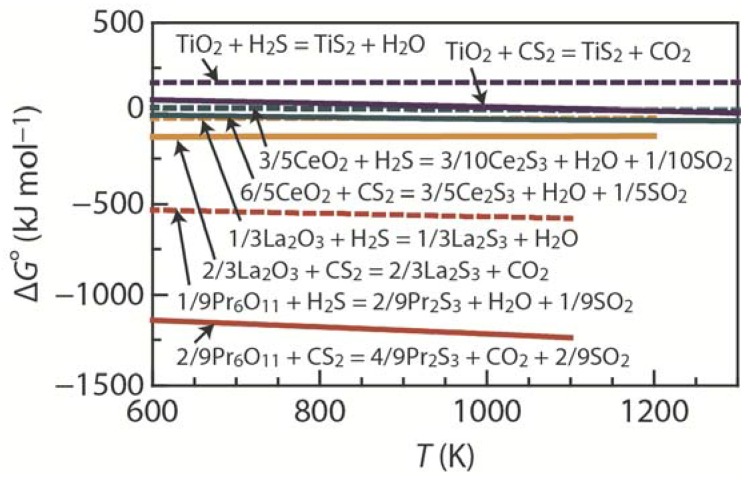 500
TiO2 + H2S = TiS2 + H2O
TiO2 + CS2 = TiS2 + CO2
0
3/5CeO2 + H2S = 3/10Ce2S3 + H2O + 1/10SO2
6/5CeO2 + CS2 = 3/5Ce2S3 + H2O + 1/5SO2
−500
1/3La2O3 + H2S = 1/3La2S3 + H2O
2/3La2O3 + CS2 = 2/3La2S3 + CO2
−1000
1/9Pr6O11 + H2S = 2/9Pr2S3 + H2O + 1/9SO2
2/9Pr6O11 + CS2 = 4/9Pr2S3 + CO2 + 2/9SO2
−1500
ΔG° (kJ mol−1)
600 800 1000 1200
T (K)